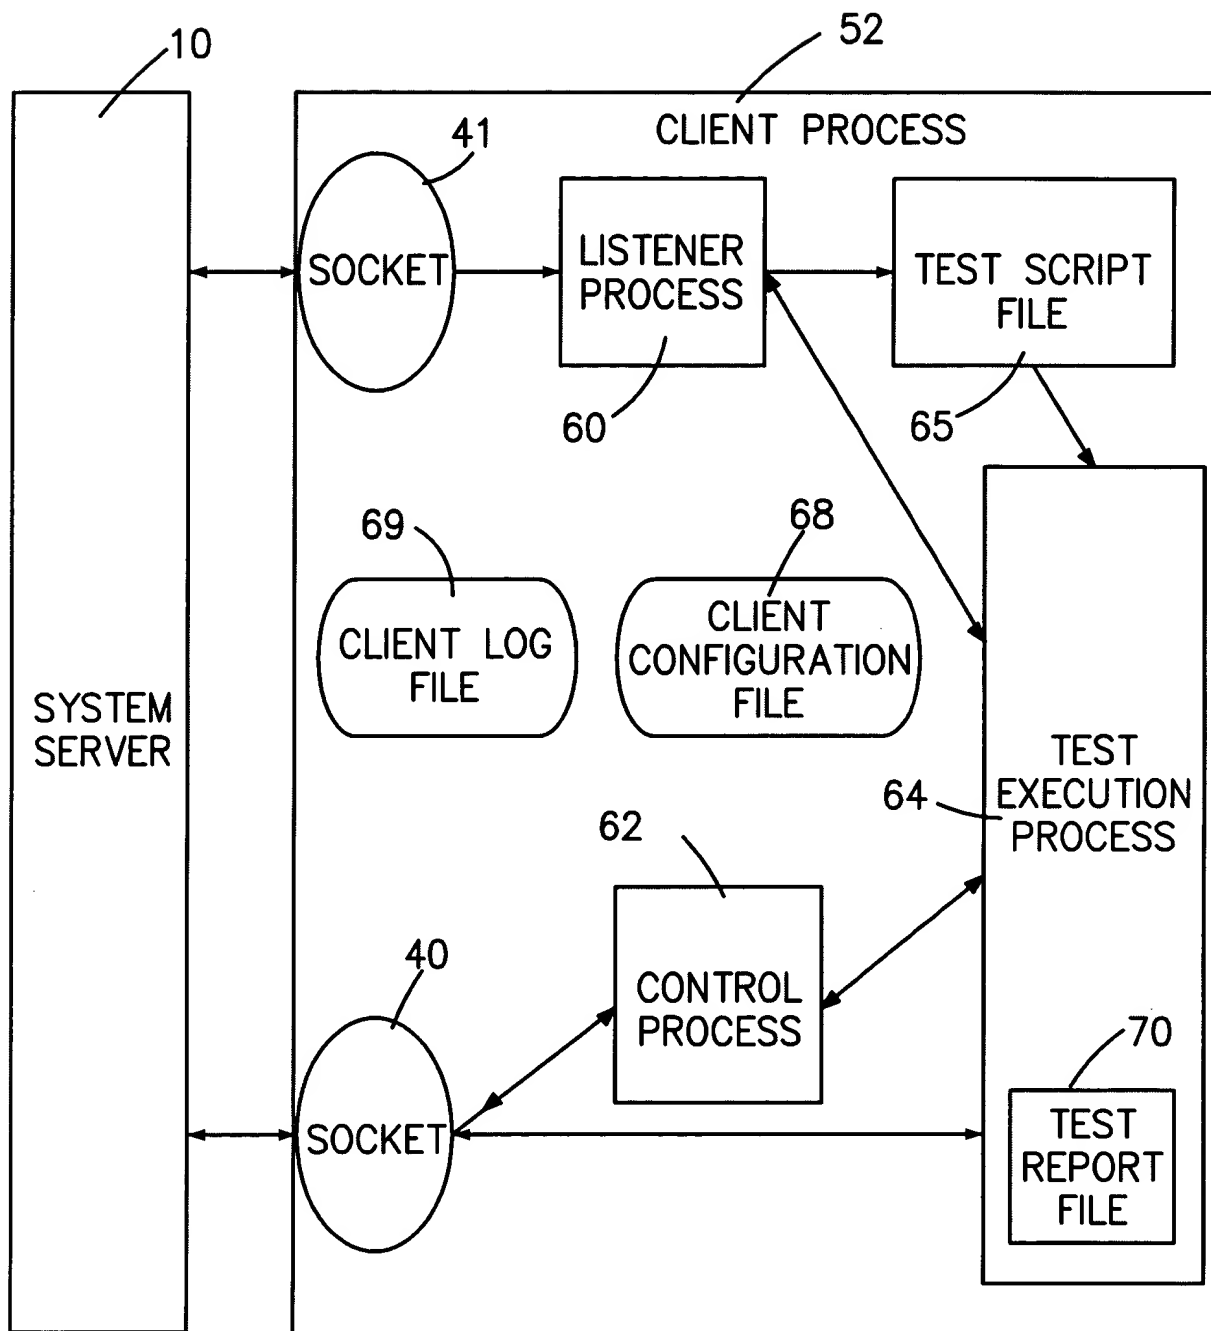 10
52
CLIENT PROCESS
41
SOCKET
LISTENER
PROCESS
60
TEST SCRIPT
FILE
65
69
CLIENT LOG
FILE
68
CLIENT
CONFIGURATION
FILE
SYSTEM
SERVER
64
TEST
EXECUTION
PROCESS
62
CONTROL
PROCESS
40
SOCKET
70
TEST
REPORT
FILE